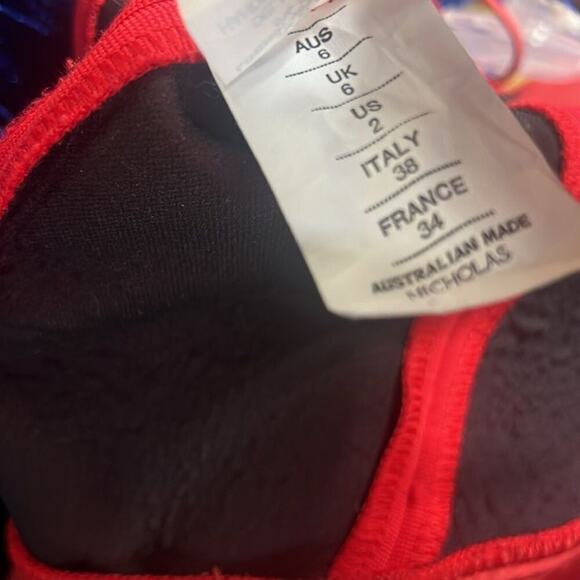 AUS
6
UK
6
US
2
ITALY
38
FRANCE
34
AUSTRALIAN MADE
NICHOLAS